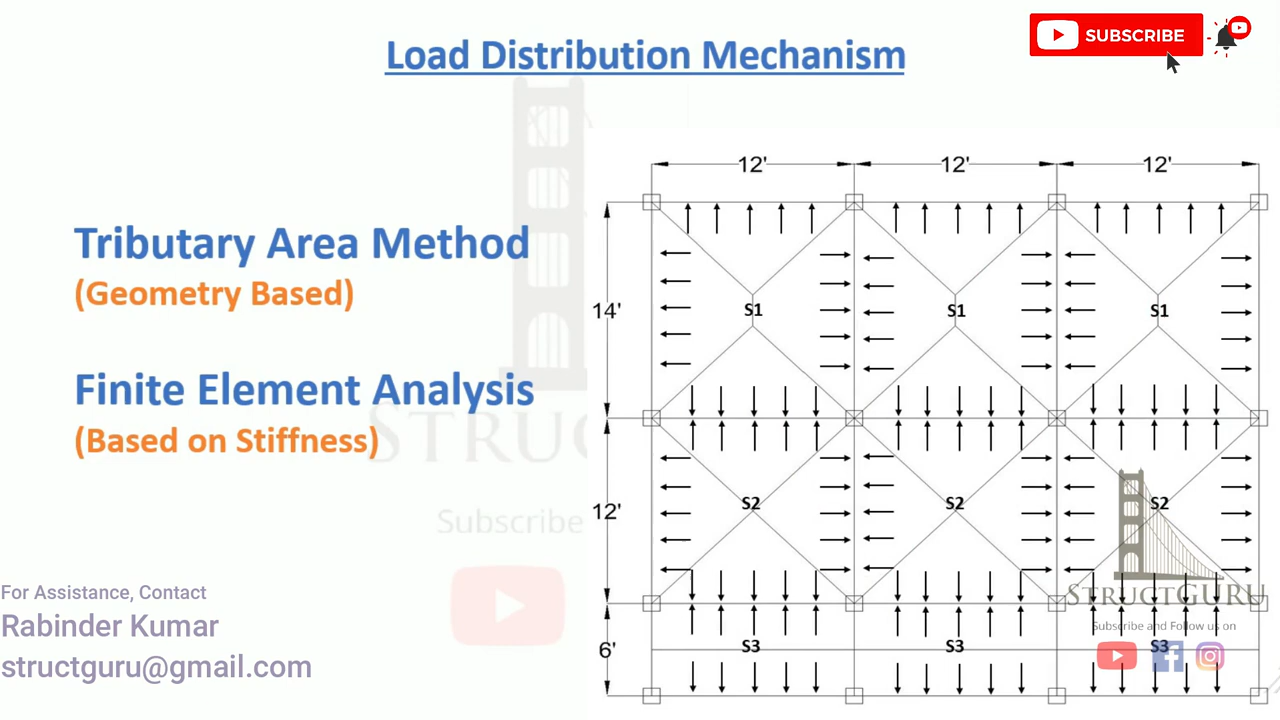 Load Distribution Mechanism
SUBSCRIBE
12' 12' 12'
Tributary Area Method
(Geometry Based)
14'
S1 S1 S1
Finite Element Analysis
(Based on Stiffness)
STRUC
Subscribe
12'
S2 S2 S2
For Assistance, Contact
Rabinder Kumar
structguru@gmail.com
STRUCTGURU
Subscribe and Follow us on
6'
S3 S3 S3